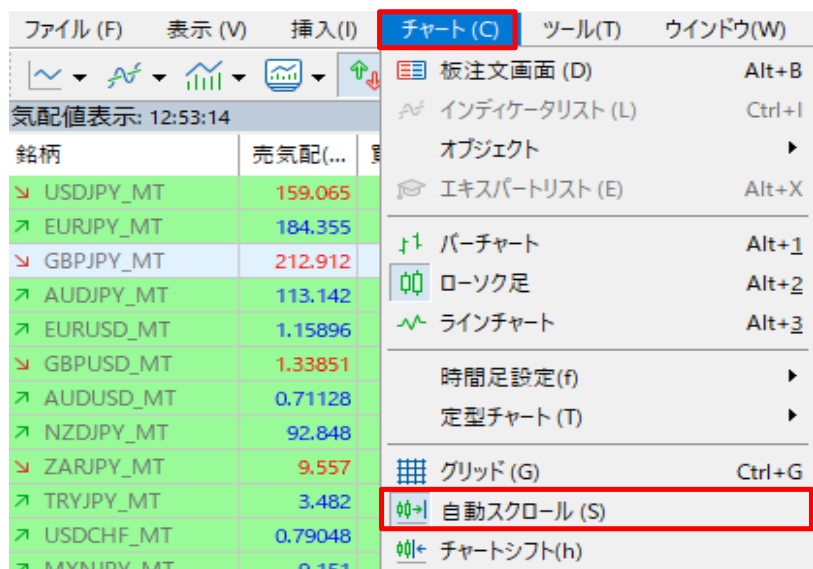 ファイル (F) 表示 (V) 挿入(I) チャート (C) ツール(T) ウインドウ(W)
気配値表示: 12:53:14
銘柄 売気配(...
USDJPY_MT 159.065
EURJPY_MT 184.355
GBPJPY_MT 212.912
AUDJPY_MT 113.142
EURUSD_MT 1.15896
GBPUSD_MT 1.33851
AUDUSD_MT 0.71128
NZDJPY_MT 92.848
ZARJPY_MT 9.557
TRYJPY_MT 3.482
USDCHF_MT 0.79048
MXNJPY_MT 9.151
板注文画面 (D) Alt+B
インディケータリスト (L) Ctrl+I
オブジェクト
エキスパートリスト (E) Alt+X
バーチャート Alt+1
ローソク足 Alt+2
ラインチャート Alt+3
時間足設定(f)
定型チャート (T)
グリッド (G) Ctrl+G
自動スクロール (S)
チャートシフト(h)